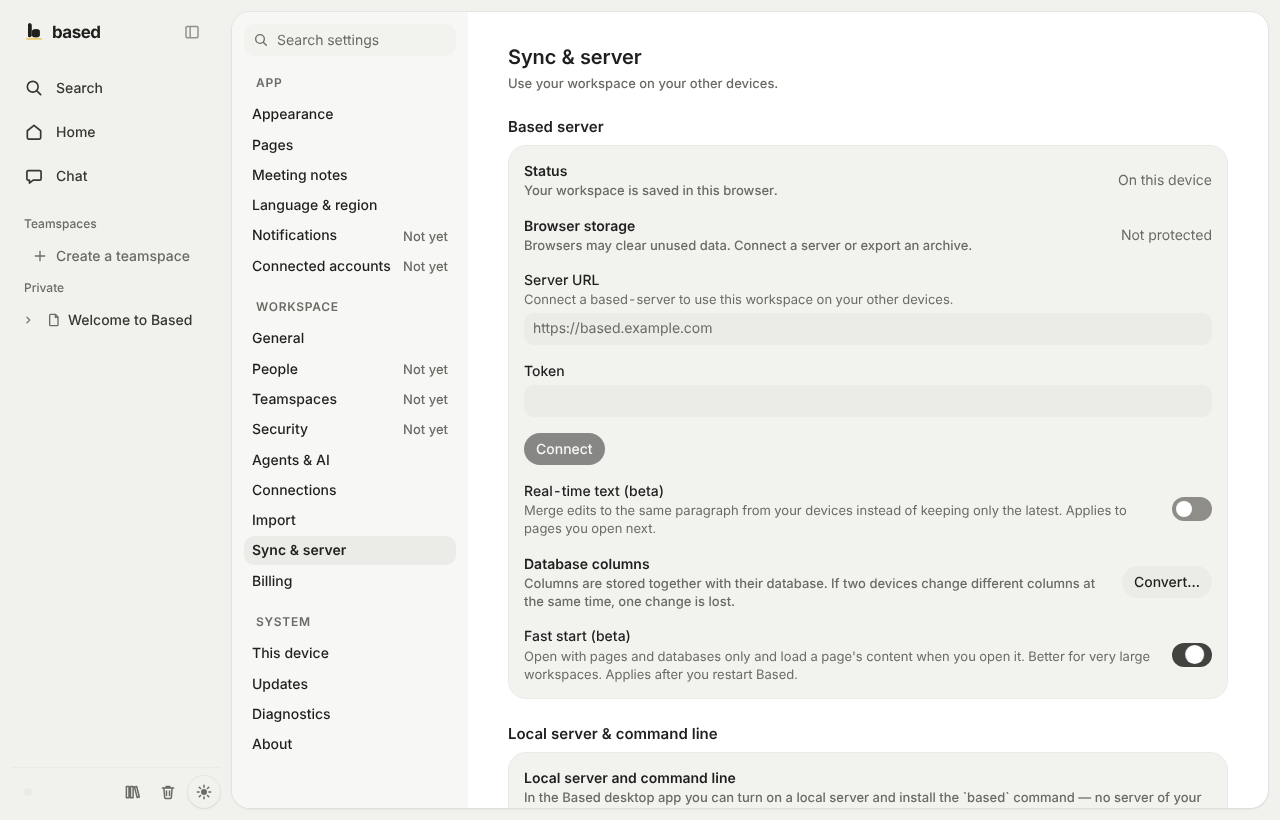 based
Search
Home
Chat
Teamspaces
Create a teamspace
Private
Welcome to Based
Search settings
APP
Appearance
Pages
Meeting notes
Language & region
Notifications Not yet
Connected accounts Not yet
WORKSPACE
General
People Not yet
Teamspaces Not yet
Security Not yet
Agents & AI
Connections
Import
Sync & server
Billing
SYSTEM
This device
Updates
Diagnostics
About
Sync & server
Use your workspace on your other devices.
Based server
Status
Your workspace is saved in this browser.
On this device
Browser storage
Browsers may clear unused data. Connect a server or export an archive.
Not protected
Server URL
Connect a based-server to use this workspace on your other devices.
https://based.example.com
Token
Connect
Real-time text (beta)
Merge edits to the same paragraph from your devices instead of keeping only the latest. Applies to
pages you open next.
Database columns
Columns are stored together with their database. If two devices change different columns at
the same time, one change is lost.
Convert...
Fast start (beta)
Open with pages and databases only and load a page's content when you open it. Better for very large
workspaces. Applies after you restart Based.
Local server & command line
Local server and command line
In the Based desktop app you can turn on a local server and install the `based` command — no server of your